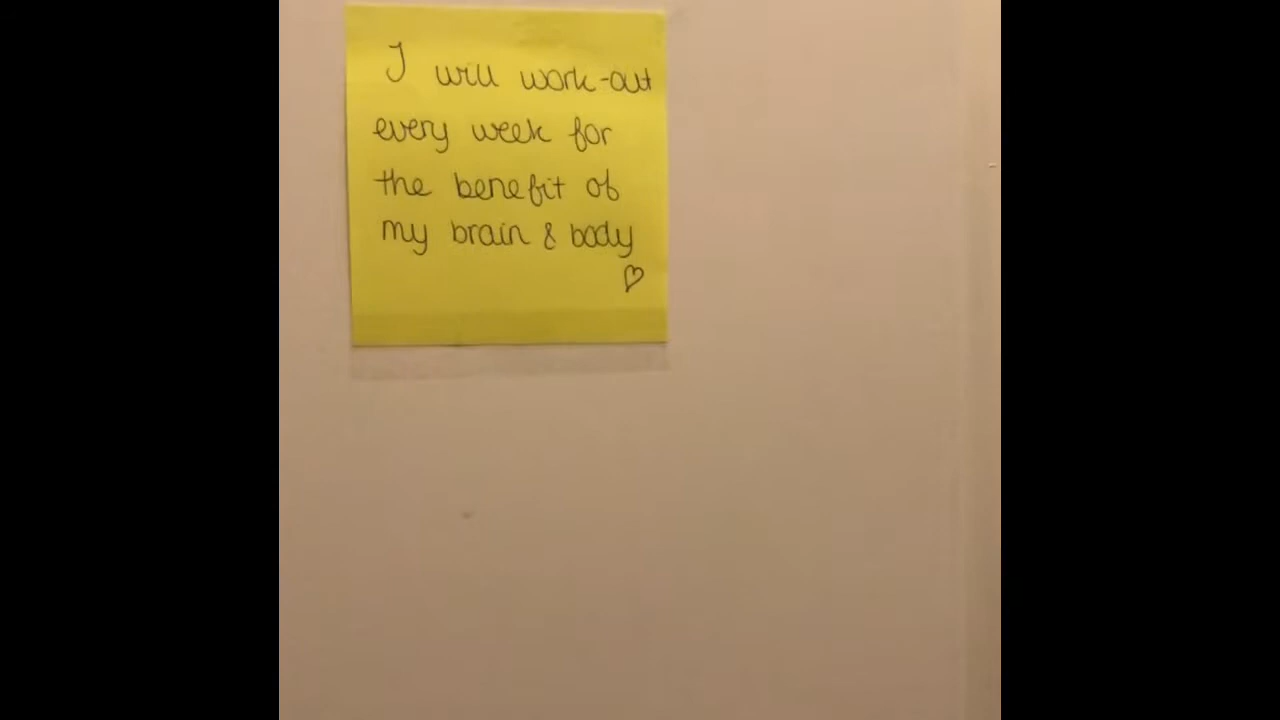 I will work-out
every week for
the benefit of
my brain & body
♡